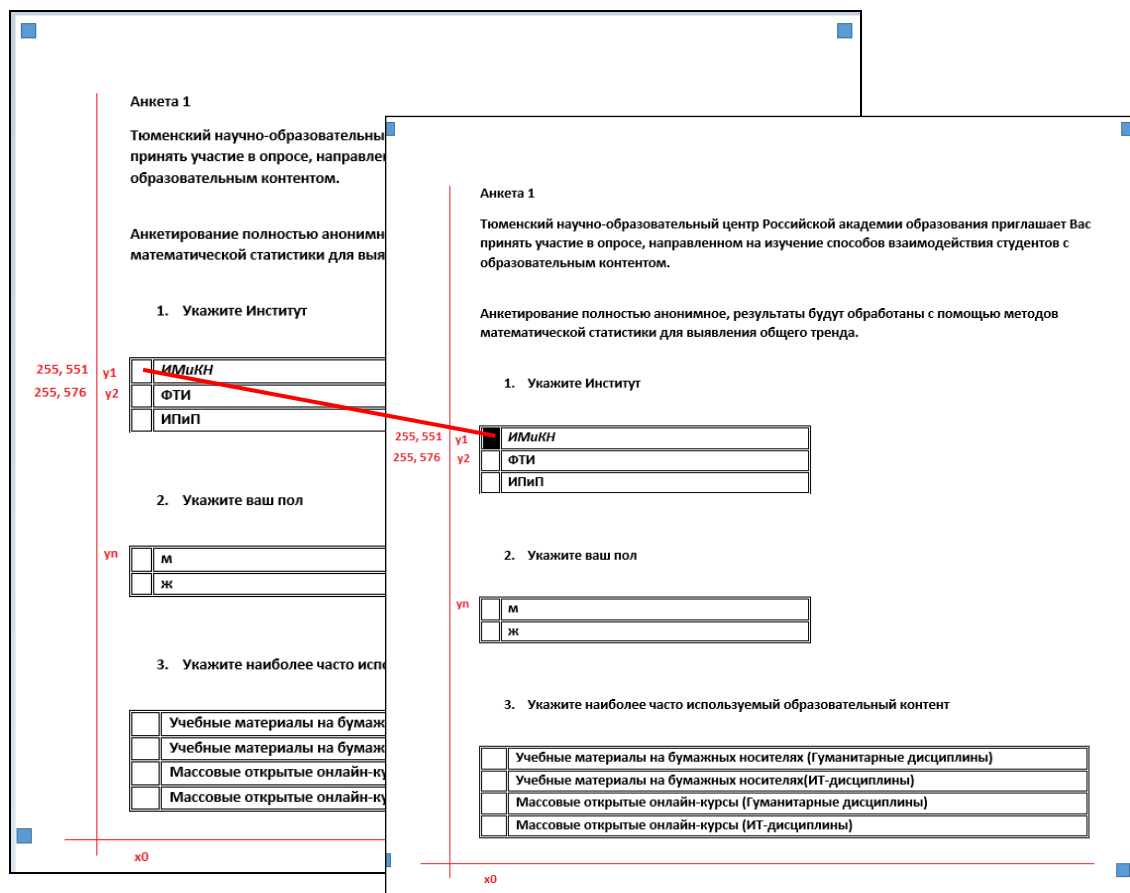 Анкета 1
Тюменский научно-образовательны
принять участие в опросе, направлен
образовательным контентом.
Анкетирование полностью анонимн
математической статистики для выя
1. Укажите Институт
255, 551 y1 ИМиКН
255, 576 y2 ФТИ
ИПиП
2. Укажите ваш пол
yn м
ж
3. Укажите наиболее часто испо
Учебные материалы на бумаж
Учебные материалы на бумаж
Массовые открытые онлайн-ку
Массовые открытые онлайн-ку
x0
Анкета 1
Тюменский научно-образовательный центр Российской академии образования приглашает Вас
принять участие в опросе, направленном на изучение способов взаимодействия студентов с
образовательным контентом.
Анкетирование полностью анонимное, результаты будут обработаны с помощью методов
математической статистики для выявления общего тренда.
1. Укажите Институт
255, 551 y1 ИМиКН
255, 576 y2 ФТИ
ИПиП
2. Укажите ваш пол
yn м
ж
3. Укажите наиболее часто используемый образовательный контент
Учебные материалы на бумажных носителях (Гуманитарные дисциплины)
Учебные материалы на бумажных носителях(ИТ-дисциплины)
Массовые открытые онлайн-курсы (Гуманитарные дисциплины)
Массовые открытые онлайн-курсы (ИТ-дисциплины)
x0